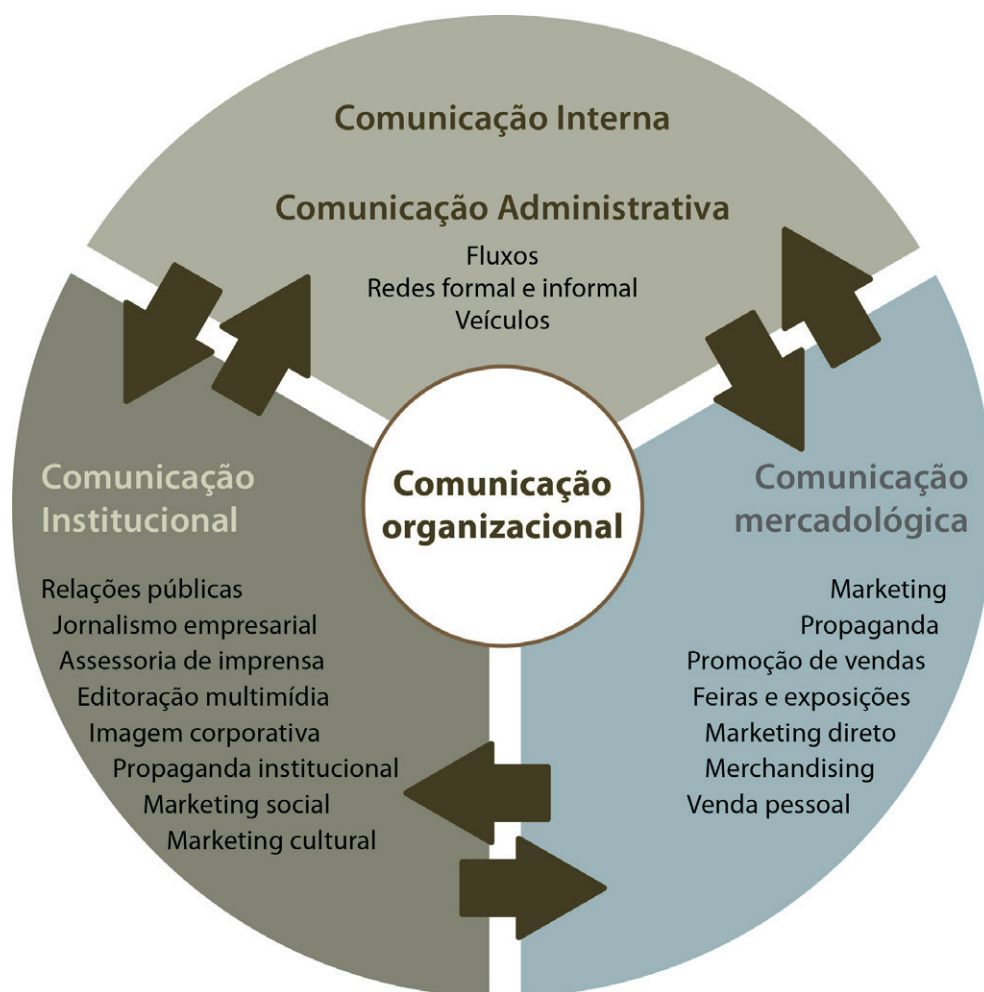 Comunicação Interna
Comunicação Administrativa
Fluxos
Redes formal e informal
Veículos
Comunicação
organizacional
Comunicação
Institucional
Relações públicas
Jornalismo empresarial
Assessoria de imprensa
Editoração multimídia
Imagem corporativa
Propaganda institucional
Marketing social
Marketing cultural
Comunicação
mercadológica
Marketing
Propaganda
Promoção de vendas
Feiras e exposições
Marketing direto
Merchandising
Venda pessoal